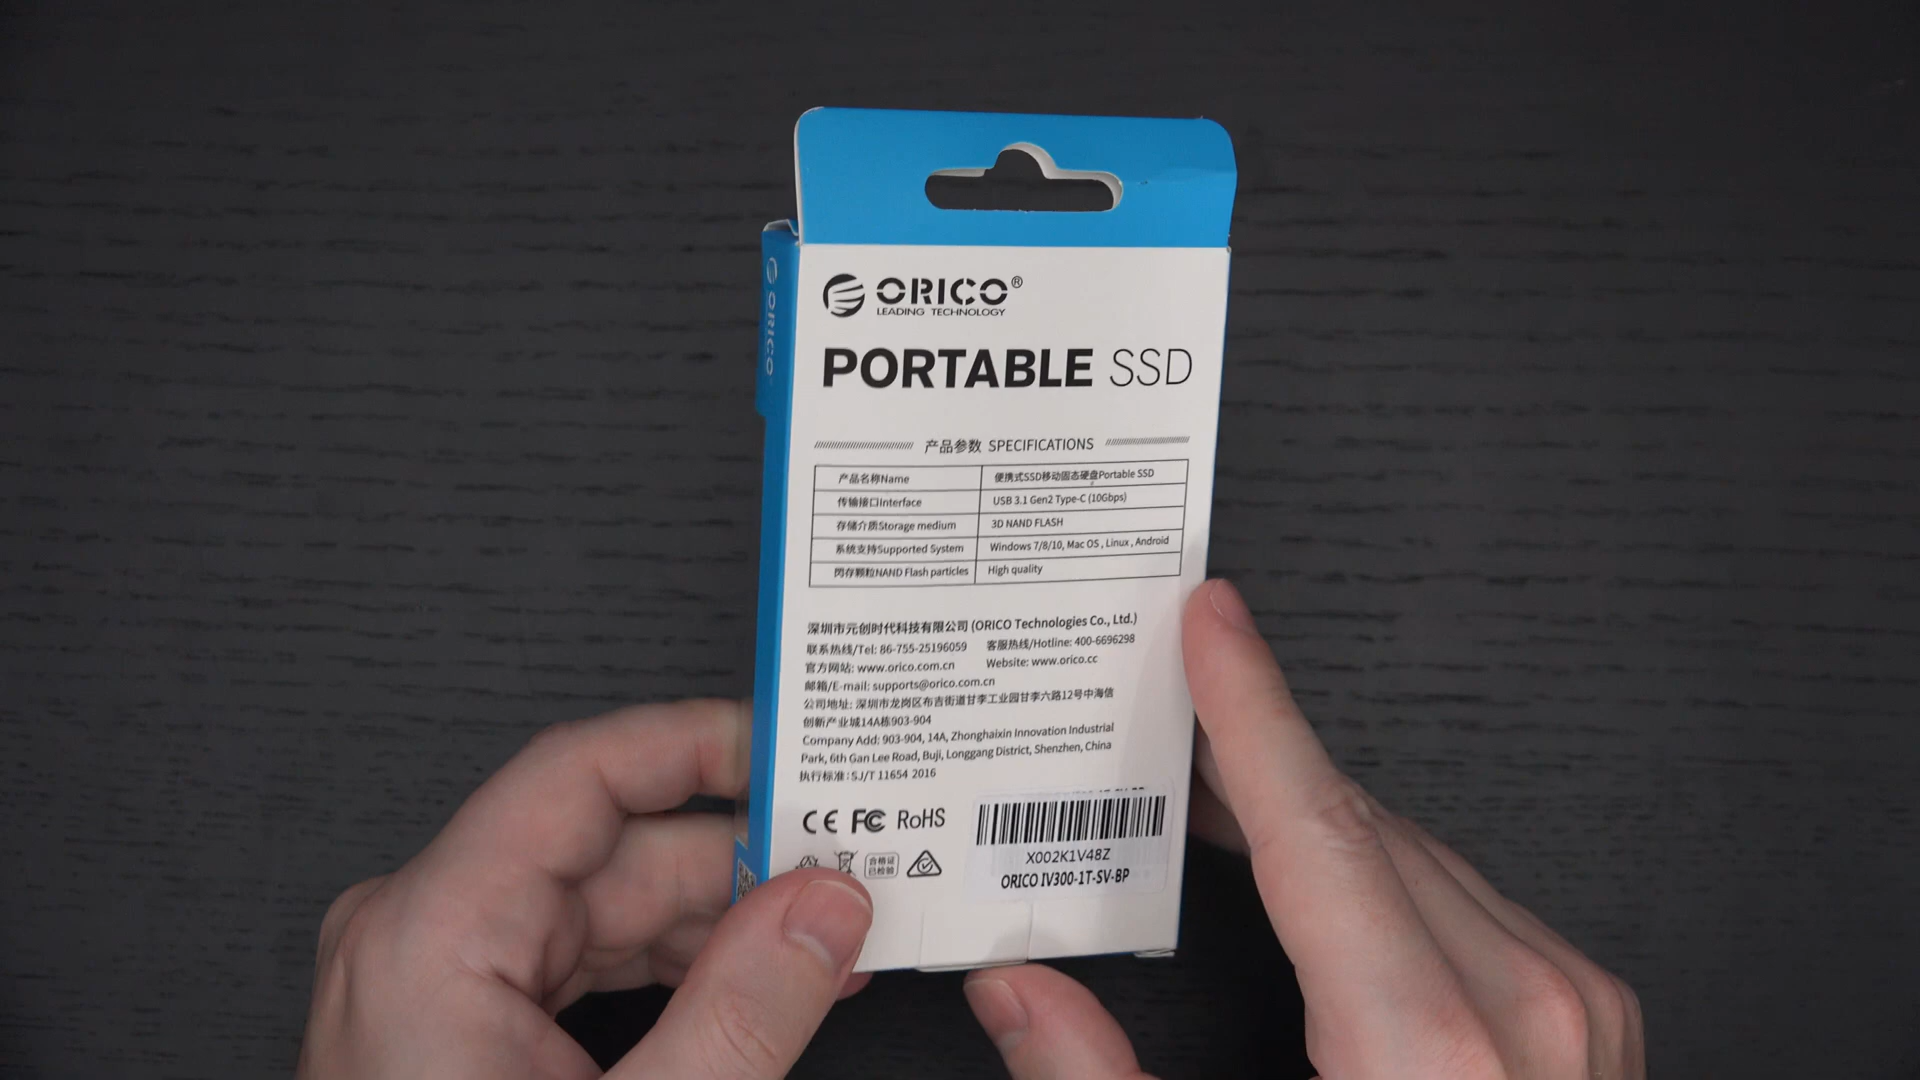 ORICO®
LEADING TECHNOLOGY
ORICO
PORTABLE SSD
产品参数 SPECIFICATIONS
产品名称Name 便携式SSD移动固态硬盘Portable SSD
传输接口Interface USB 3.1 Gen2 Type-C (10Gbps)
存储介质Storage medium 3D NAND FLASH
系统支持Supported System Windows 7/8/10, Mac OS , Linux , Android
闪存颗粒NAND Flash particles High quality
深圳市元创时代科技有限公司 (ORICO Technologies Co., Ltd.)
联系热线/Tel: 86-755-25196059 客服热线/Hotline: 400-6696298
官方网站: www.orico.com.cn Website: www.orico.cc
邮箱/E-mail: supports@orico.com.cn
公司地址: 深圳市龙岗区布吉街道甘李工业园甘李六路12号中海信
创新产业城14A栋903-904
Company Add: 903-904, 14A, Zhonghaixin Innovation Industrial
Park, 6th Gan Lee Road, Buji, Longgang District, Shenzhen, China
执行标准: SJ/T 11654 2016
CE FC RoHS
合格证
已检验
X002K1V48Z
ORICO IV300-1T-SV-BP